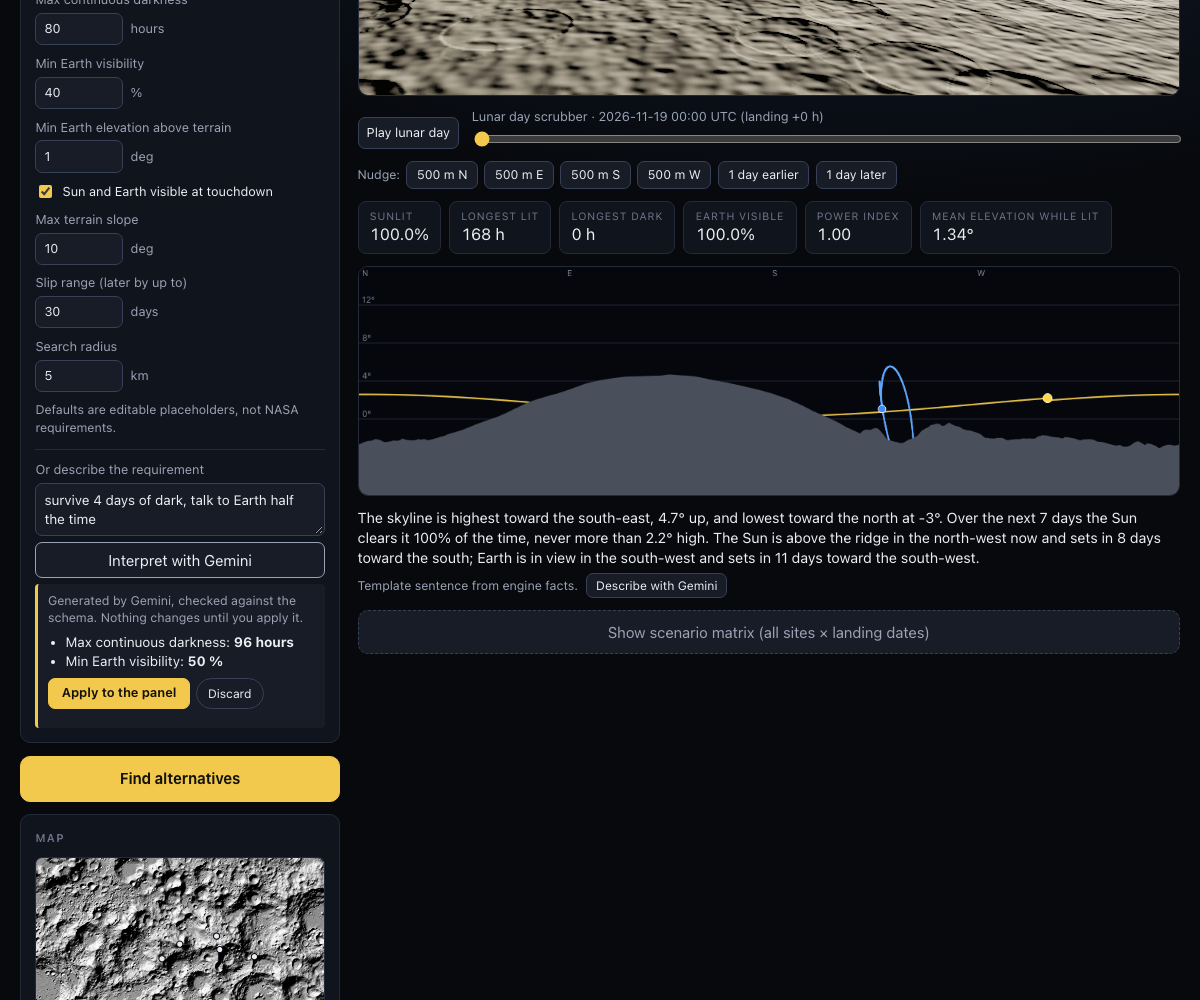 Max continuous darkness
80 hours
Min Earth visibility
40 %
Min Earth elevation above terrain
1 deg
Sun and Earth visible at touchdown
Max terrain slope
10 deg
Slip range (later by up to)
30 days
Search radius
5 km
Defaults are editable placeholders, not NASA
requirements.
Or describe the requirement
survive 4 days of dark, talk to Earth half
the time
Interpret with Gemini
Generated by Gemini, checked against the
schema. Nothing changes until you apply it.
• Max continuous darkness: 96 hours
• Min Earth visibility: 50 %
Apply to the panel Discard
Find alternatives
MAP
Play lunar day
Lunar day scrubber · 2026-11-19 00:00 UTC (landing +0 h)
Nudge: 500 m N 500 m E 500 m S 500 m W 1 day earlier 1 day later
SUNLIT LONGEST LIT LONGEST DARK EARTH VISIBLE POWER INDEX MEAN ELEVATION WHILE LIT
100.0% 168 h 0 h 100.0% 1.00 1.34°
N E S W
12°
8°
4°
0°
The skyline is highest toward the south-east, 4.7° up, and lowest toward the north at -3°. Over the next 7 days the Sun
clears it 100% of the time, never more than 2.2° high. The Sun is above the ridge in the north-west now and sets in 8 days
toward the south; Earth is in view in the south-west and sets in 11 days toward the south-west.
Template sentence from engine facts. Describe with Gemini
Show scenario matrix (all sites × landing dates)